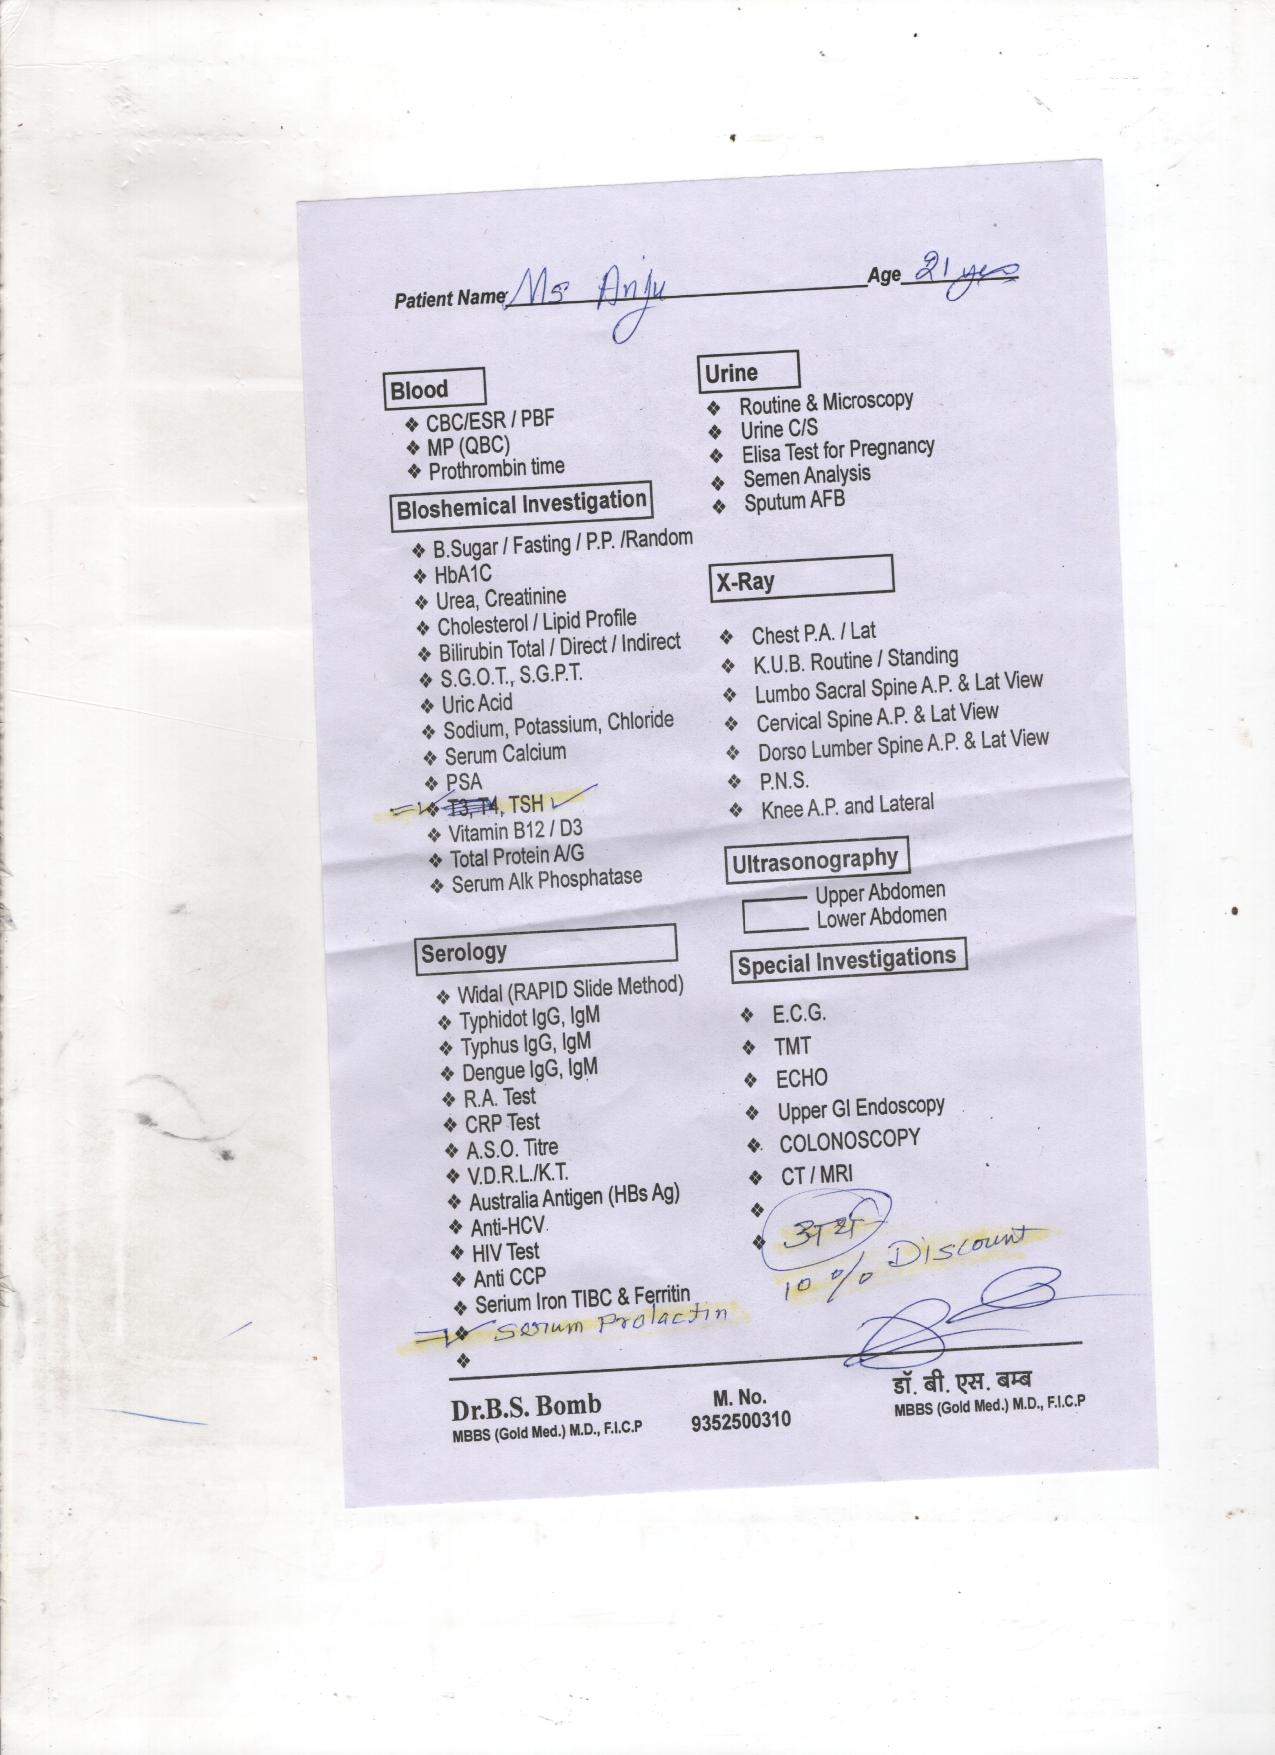 Patient Name Ms Anju Age 21 yrs
Blood
❖ CBC/ESR / PBF
❖ MP (QBC)
❖ Prothrombin time
Bloshemical Investigation
❖ B.Sugar / Fasting / P.P. /Random
❖ HbA1C
❖ Urea, Creatinine
❖ Cholesterol / Lipid Profile
❖ Bilirubin Total / Direct / Indirect
❖ S.G.O.T., S.G.P.T.
❖ Uric Acid
❖ Sodium, Potassium, Chloride
❖ Serum Calcium
❖ PSA
❖ T3, T4, TSH
❖ Vitamin B12 / D3
❖ Total Protein A/G
❖ Serum Alk Phosphatase
Serology
❖ Widal (RAPID Slide Method)
❖ Typhidot IgG, IgM
❖ Typhus IgG, IgM
❖ Dengue IgG, IgM
❖ R.A. Test
❖ CRP Test
❖ A.S.O. Titre
❖ V.D.R.L./K.T.
❖ Australia Antigen (HBs Ag)
❖ Anti-HCV
❖ HIV Test
❖ Anti CCP
❖ Serium Iron TIBC & Ferritin
❖ Serum Prolactin
❖
Urine
❖ Routine & Microscopy
❖ Urine C/S
❖ Elisa Test for Pregnancy
❖ Semen Analysis
❖ Sputum AFB
X-Ray
❖ Chest P.A. / Lat
❖ K.U.B. Routine / Standing
❖ Lumbo Sacral Spine A.P. & Lat View
❖ Cervical Spine A.P. & Lat View
❖ Dorso Lumber Spine A.P. & Lat View
❖ P.N.S.
❖ Knee A.P. and Lateral
Ultrasonography
Upper Abdomen
Lower Abdomen
Special Investigations
❖ E.C.G.
❖ TMT
❖ ECHO
❖ Upper GI Endoscopy
❖ COLONOSCOPY
❖ CT / MRI
❖
❖
10 % Discount
Dr.B.S. Bomb
MBBS (Gold Med.) M.D., F.I.C.P
M. No.
9352500310
डॉ. बी. एस. बम्ब
MBBS (Gold Med.) M.D., F.I.C.P